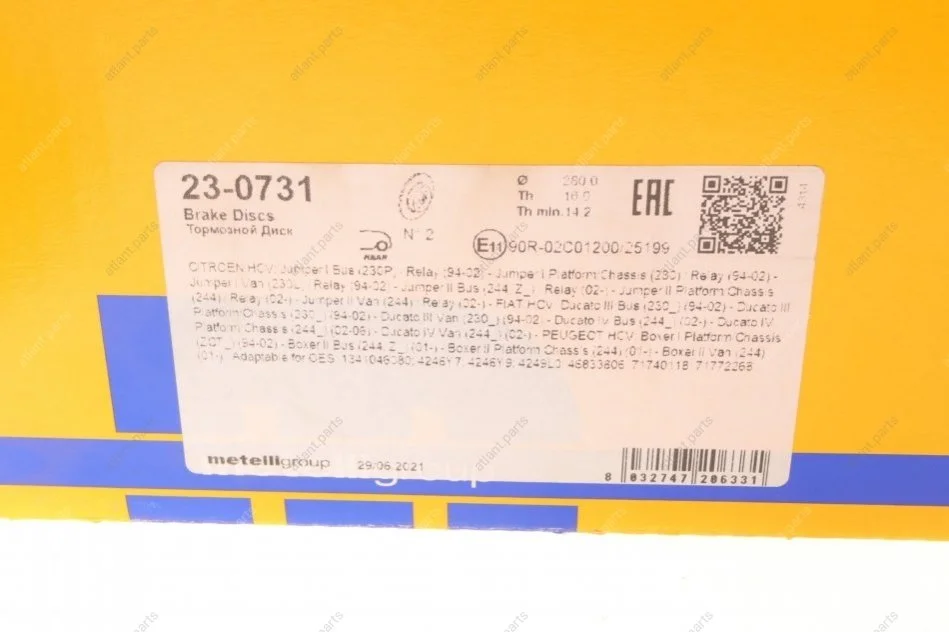 23-0731
Brake Discs
Тормозной Диск
N° 2
REAR
Ø 280.0
Th 16.0
Th min. 14.2
EAC
E11 90R-02C01200/25199
4314
CITROEN HCV: Jumper I Bus (230P) / Relay (94-02) - Jumper I Platform Chassis (230) / Relay (94-02) -
Jumper I Van (230L) / Relay (94-02) - Jumper II Bus (244, Z_) / Relay (02-) - Jumper II Platform Chassis
(244) / Relay (02-) - Jumper II Van (244) / Relay (02-) - FIAT HCV: Ducato III Bus (230_) (94-02) - Ducato III
Platform Chassis (230_) (94-02) - Ducato III Van (230_) (94-02) - Ducato IV Bus (244_) (02-) - Ducato IV
Platform Chassis (244_) (02-06) - Ducato IV Van (244_) (02-) - PEUGEOT HCV: Boxer I Platform Chassis
(94-02) - Boxer II Bus (244, Z_) (01-) - Boxer II Platform Chassis (244) (01-) - Boxer II Van (244)
(01-) Adaptable for OES: 1341046080, 4246Y7, 4246Y9, 4249L0, 46833806, 71740118, 71772268
metelligroup
29/06/2021
8 032747 206331